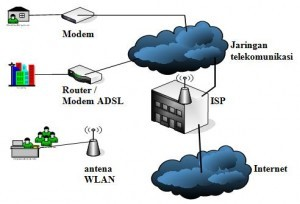 Modem
Jaringan
telekomunikasi
Router /
Modem ADSL
ISP
antena
WLAN
Internet